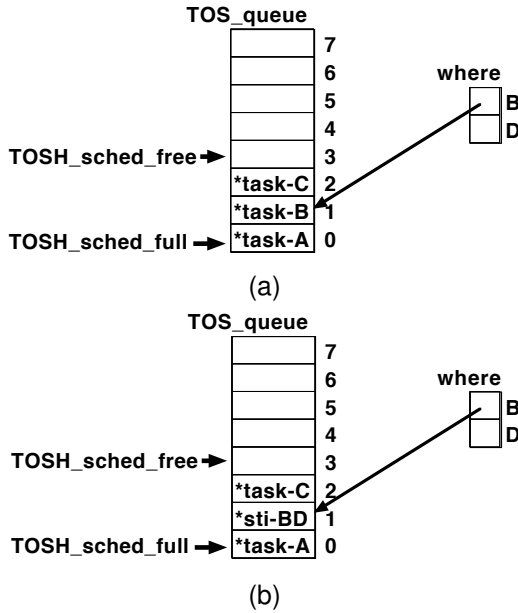 TOS_queue
7
6
where
5
B
4
D
TOSH_sched_free 3
*task-C 2
*task-B 1
TOSH_sched_full *task-A 0
(a)
TOS_queue
7
6
where
5
B
4
D
TOSH_sched_free 3
*task-C 2
*sti-BD 1
TOSH_sched_full *task-A 0
(b)